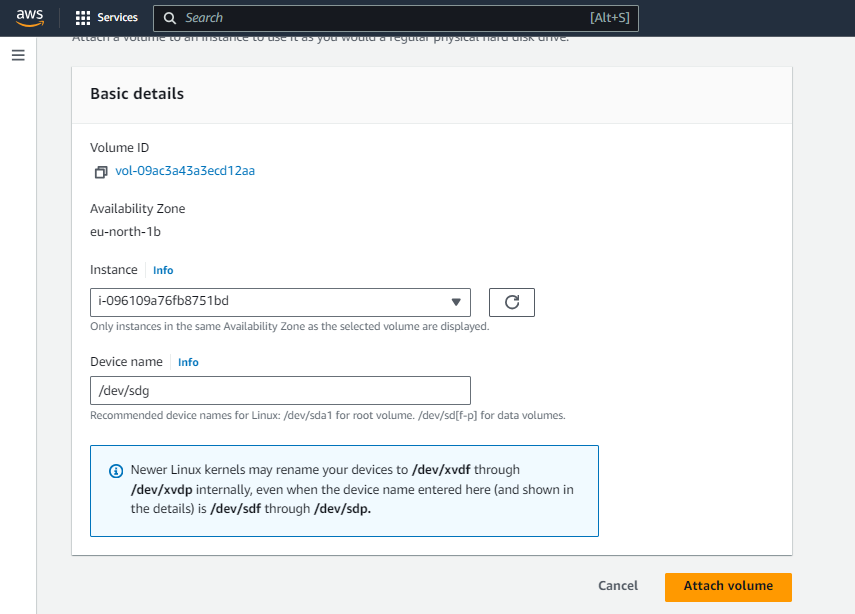 aws Services Search [Alt+S]
Attach a volume to an instance to use it as you would a regular physical hard disk drive.
Basic details
Volume ID
vol-09ac3a43a3ecd12aa
Availability Zone
eu-north-1b
Instance Info
i-096109a76fb8751bd
Only instances in the same Availability Zone as the selected volume are displayed.
Device name Info
/dev/sdg
Recommended device names for Linux: /dev/sda1 for root volume. /dev/sd[f-p] for data volumes.
Newer Linux kernels may rename your devices to /dev/xvdf through
/dev/xvdp internally, even when the device name entered here (and shown in
the details) is /dev/sdf through /dev/sdp.
Cancel Attach volume